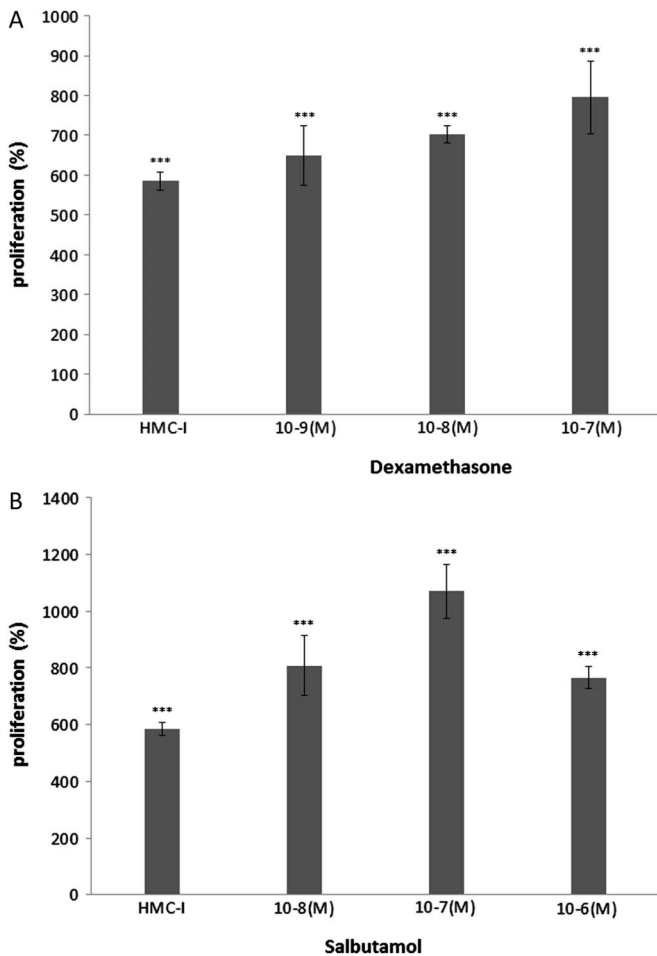 A
1000
900
800
700
600
500
400
300
200
100
0
proliferation (%)
***
***
***
***
HMC-I
10-9(M)
10-8(M)
10-7(M)
Dexamethasone
B
1400
1200
1000
800
600
400
200
0
proliferation (%)
***
***
***
***
HMC-I
10-8(M)
10-7(M)
10-6(M)
Salbutamol